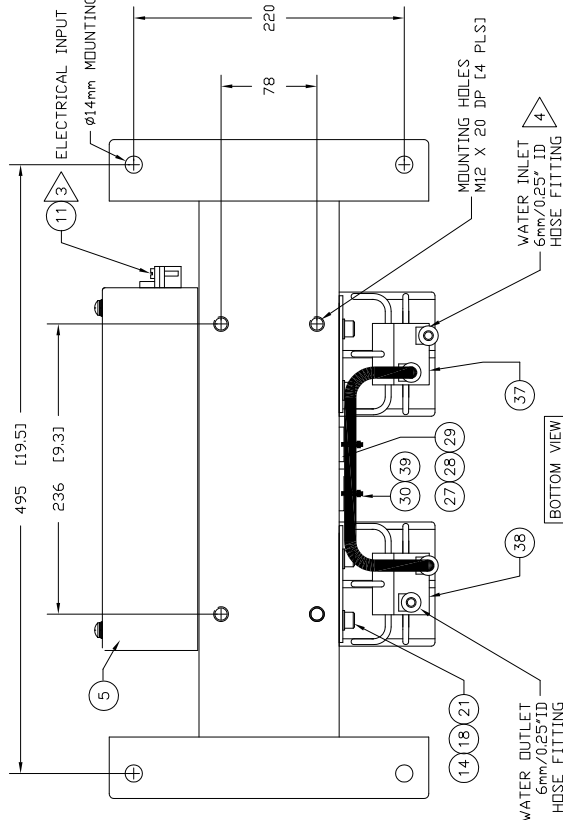 495 [19.5]
236 [9.3]
11
3
ELECTRICAL INPUT
Ø14mm MOUNTING
220
78
5
MOUNTING HOLES
M12 X 20 DP [4 PLS]
WATER INLET
6mm/0.25" ID
HOSE FITTING
4
37
30 39
27 28 29
38
14 18 21
WATER OUTLET
6mm/0.25"ID
HOSE FITTING
BOTTOM VIEW